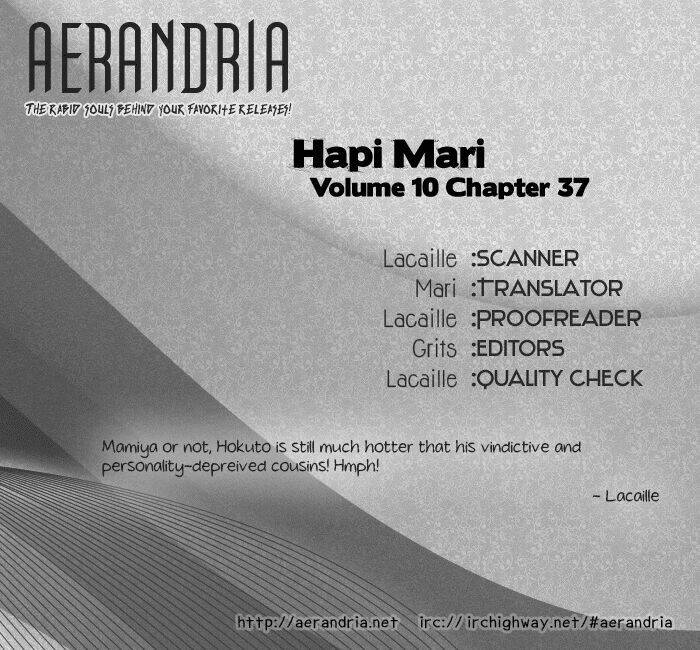 AERANDRIA
THE RABID SOULS BEHIND YOUR FAVORITE RELEASES!
Hapi Mari
Volume 10 Chapter 37
Lacaille :SCANNER
Mari :TRANSLATOR
Lacaille :PROOFREADER
Grits :EDITORS
Lacaille :QUALITY CHECK
Mamiya or not, Hokuto is still much hotter that his vindictive and
personality-depreived cousins! Hmph!
~ Lacaille
http://aerandria.net irc://irchighway.net/#aerandria